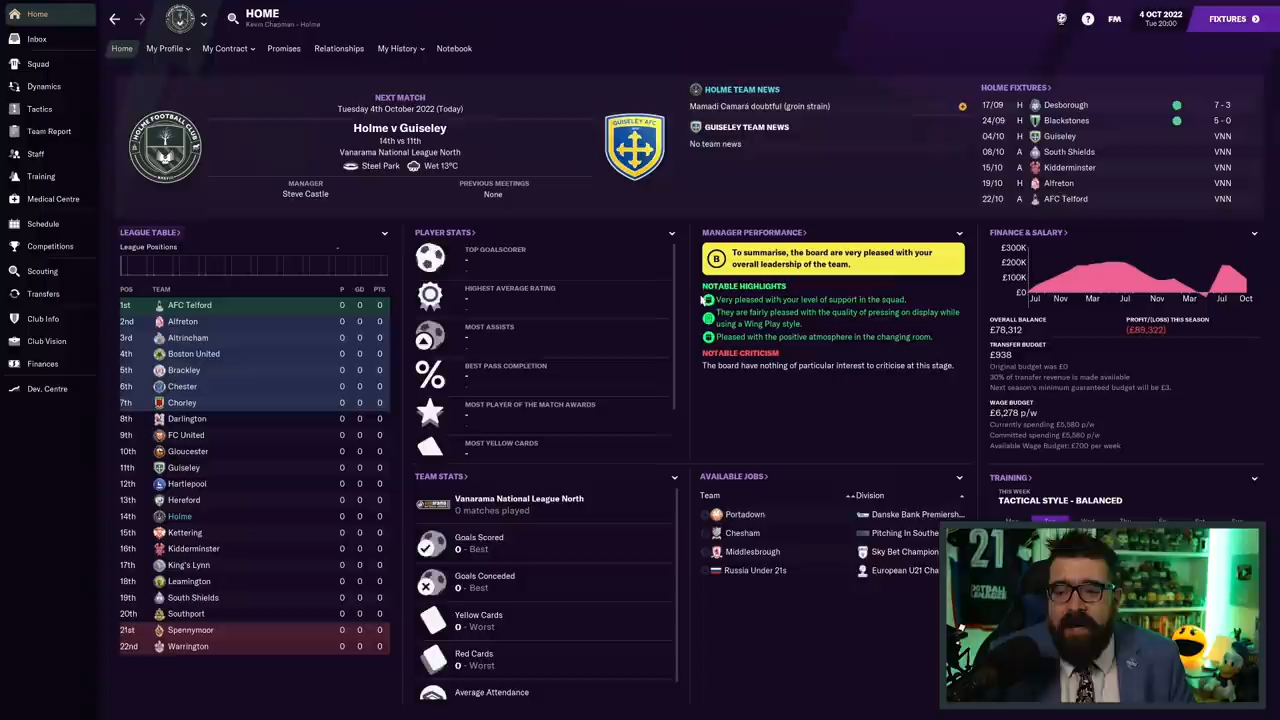 Home
HOME
Kevin Chapman - Holme
FM
4 OCT 2022
Tue 20:00
FIXTURES
Inbox
Squad
Dynamics
Tactics
Team Report
Staff
Training
Medical Centre
Schedule
Competitions
Scouting
Transfers
Club Info
Club Vision
Finances
Dev. Centre
Home
My Profile
My Contract
Promises
Relationships
My History
Notebook
NEXT MATCH
Tuesday 4th October 2022 (Today)
Holme v Guiseley
14th vs 11th
Vanarama National League North
Steel Park
Wet 13°C
MANAGER
Steve Castle
PREVIOUS MEETINGS
None
HOLME TEAM NEWS
Mamadi Camará doubtful (groin strain)
GUISELEY TEAM NEWS
No team news
HOLME FIXTURES
17/09 H Desborough 7 - 3
24/09 H Blackstones 5 - 0
04/10 H Guiseley VNN
08/10 A South Shields VNN
15/10 A Kidderminster VNN
19/10 H Alfreton VNN
22/10 A AFC Telford VNN
LEAGUE TABLE
League Positions
POS TEAM P GD PTS
1st AFC Telford 0 0 0
2nd Alfreton 0 0 0
3rd Altrincham 0 0 0
4th Boston United 0 0 0
5th Brackley 0 0 0
6th Chester 0 0 0
7th Chorley 0 0 0
8th Darlington 0 0 0
9th FC United 0 0 0
10th Gloucester 0 0 0
11th Guiseley 0 0 0
12th Hartlepool 0 0 0
13th Hereford 0 0 0
14th Holme 0 0 0
15th Kettering 0 0 0
16th Kidderminster 0 0 0
17th King's Lynn 0 0 0
18th Leamington 0 0 0
19th South Shields 0 0 0
20th Southport 0 0 0
21st Spennymoor 0 0 0
22nd Warrington 0 0 0
PLAYER STATS
TOP GOALSCORER
-
HIGHEST AVERAGE RATING
-
MOST ASSISTS
-
BEST PASS COMPLETION
-
MOST PLAYER OF THE MATCH AWARDS
-
MOST YELLOW CARDS
-
TEAM STATS
Vanarama National League North
0 matches played
Goals Scored
0 - Best
Goals Conceded
0 - Best
Yellow Cards
0 - Worst
Red Cards
0 - Worst
Average Attendance
MANAGER PERFORMANCE
B
To summarise, the board are very pleased with your
overall leadership of the team.
NOTABLE HIGHLIGHTS
Very pleased with your level of support in the squad.
They are fairly pleased with the quality of pressing on display while
using a Wing Play style.
Pleased with the positive atmosphere in the changing room.
NOTABLE CRITICISM
The board have nothing of particular interest to criticise at this stage.
AVAILABLE JOBS
Team Division
Portadown Danske Bank Premiersh...
Chesham Pitching In Southe
Middlesbrough Sky Bet Champion
Russia Under 21s European U21 Cha
FINANCE & SALARY
£300K
£200K
£100K
£0
Jul Nov Mar Jul Nov Mar Jul Oct
OVERALL BALANCE
£78,312
PROFIT/(LOSS) THIS SEASON
(£89,322)
TRANSFER BUDGET
£938
Original budget was £0
30% of transfer revenue is made available
Next season's minimum guaranteed budget will be £3.
WAGE BUDGET
£6,278 p/w
Currently spending £5,580 p/w
Committed spending £5,580 p/w
Available Wage Budget: £700 per week
TRAINING
THIS WEEK
TACTICAL STYLE - BALANCED
21